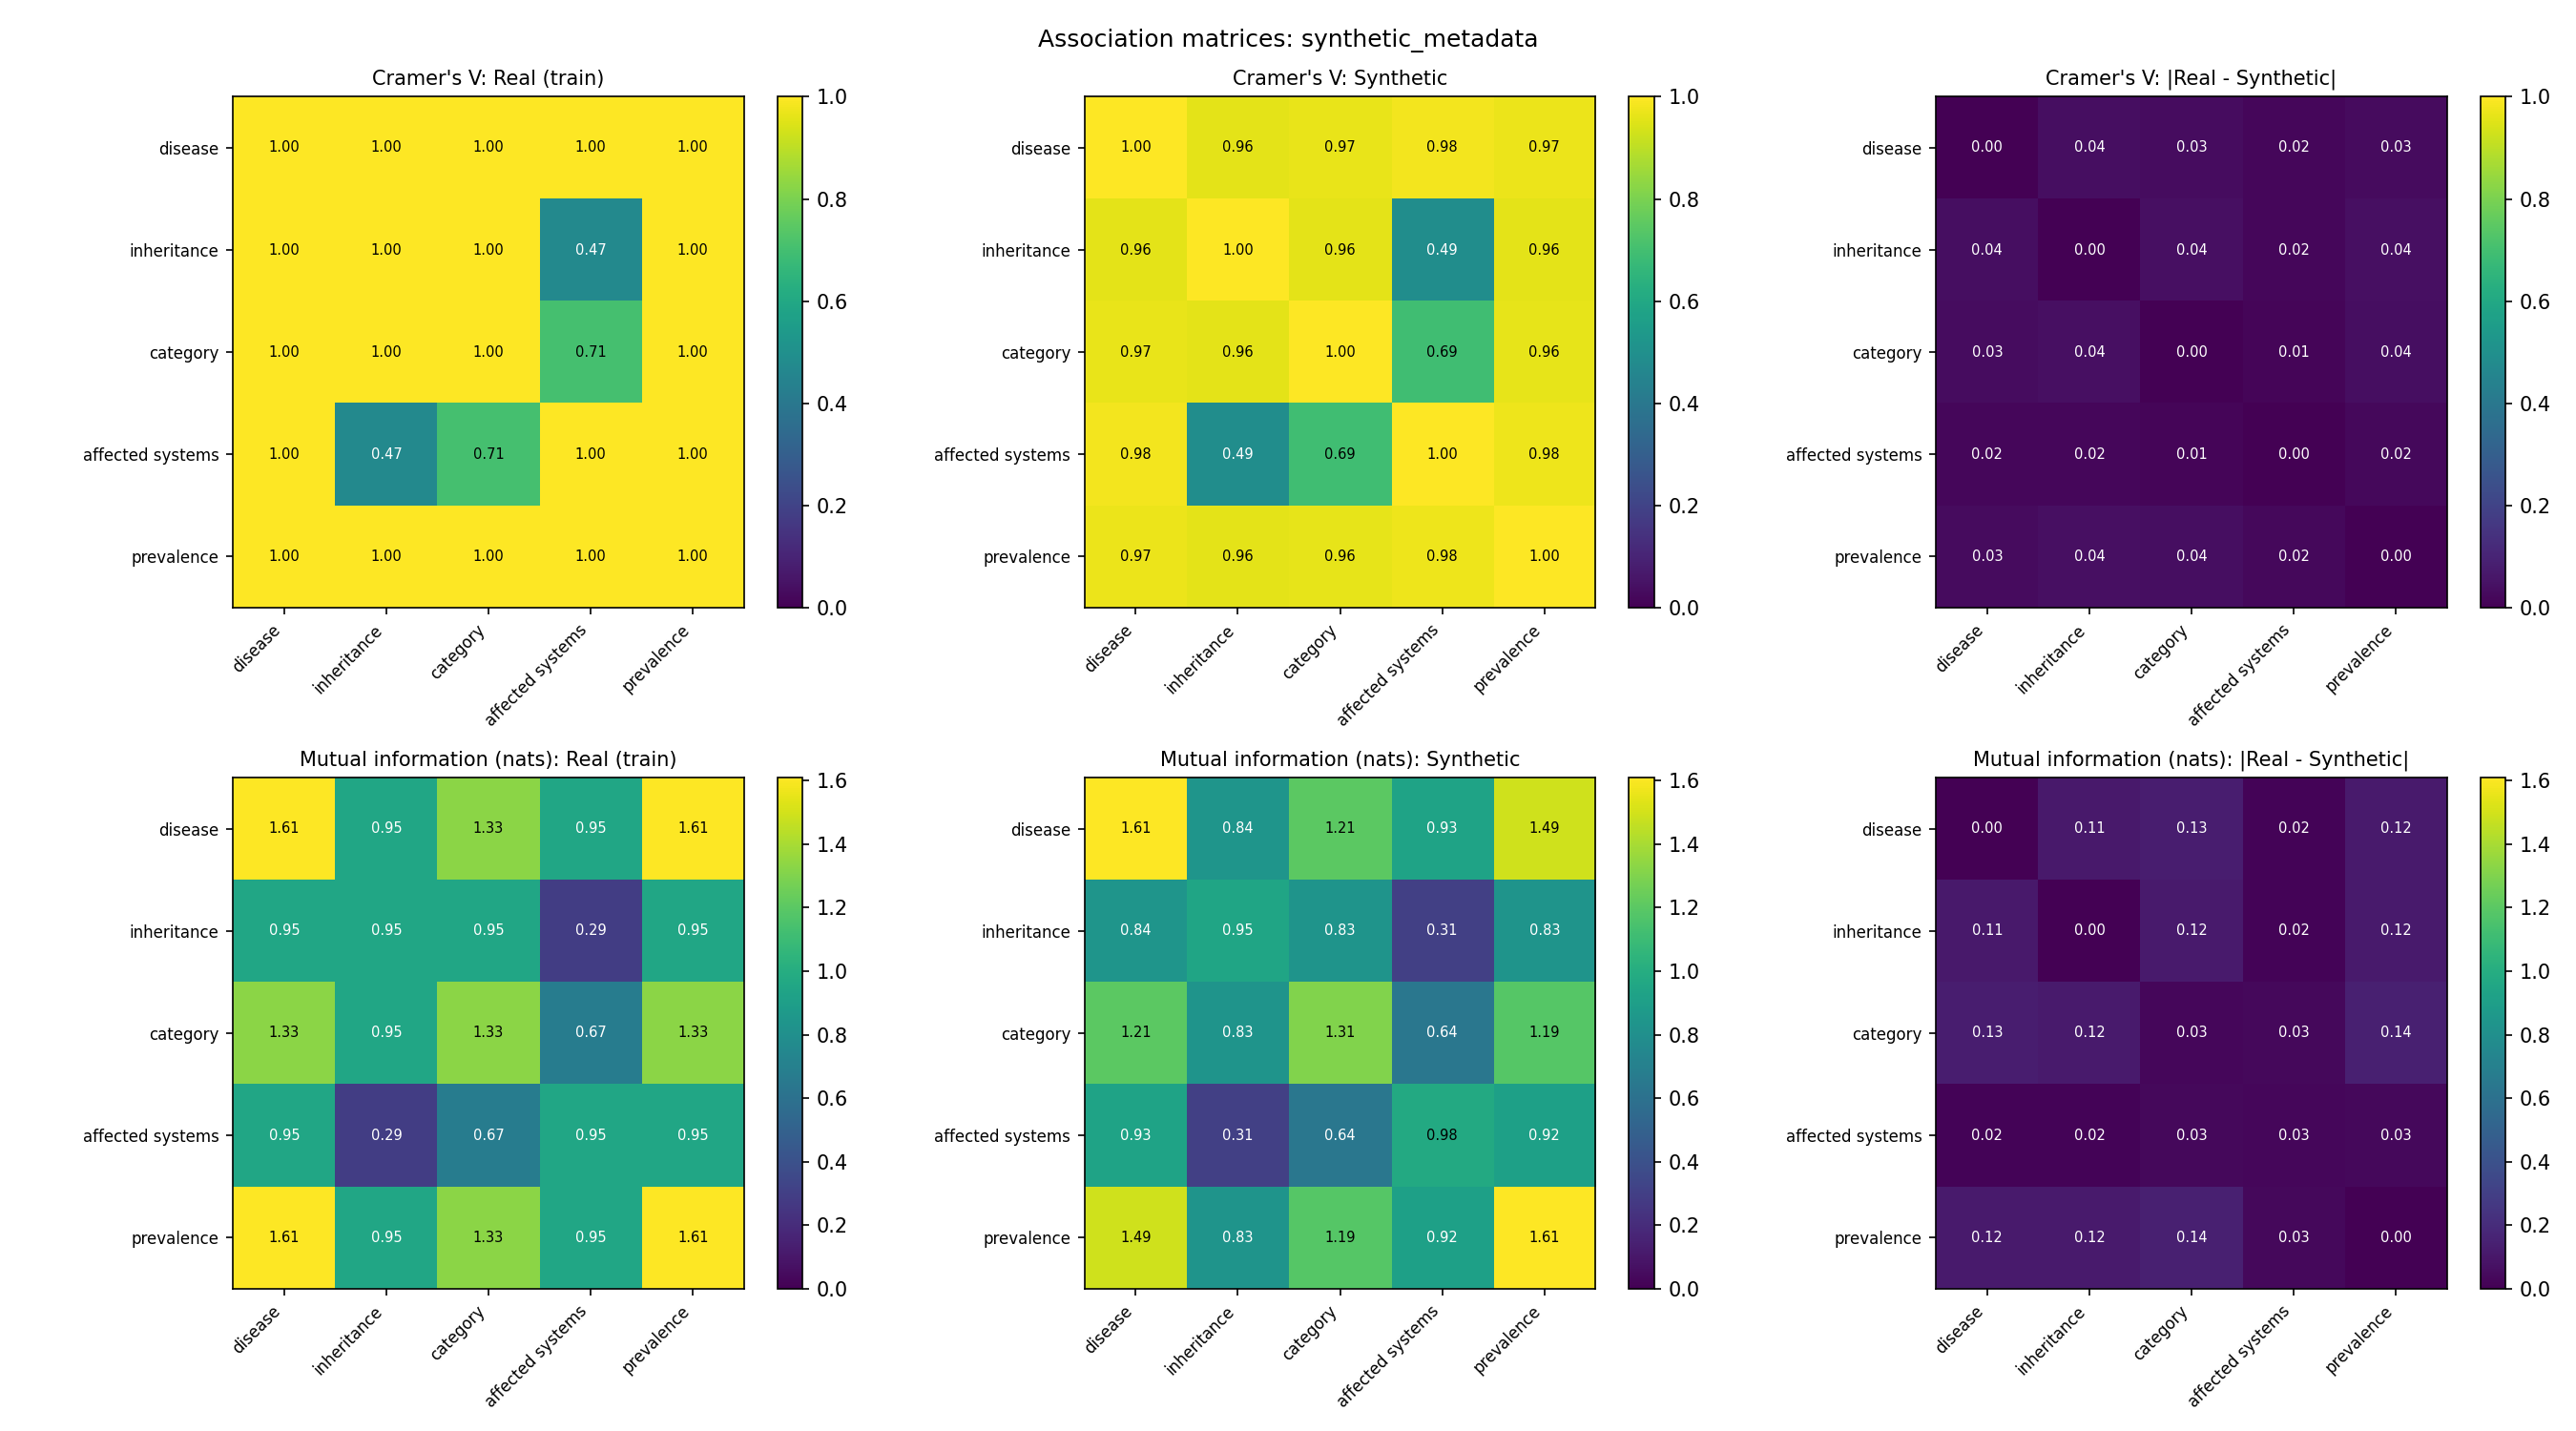 Association matrices: synthetic_metadata
Cramer's V: Real (train)
disease 1.00 1.00 1.00 1.00 1.00
inheritance 1.00 1.00 1.00 0.47 1.00
category 1.00 1.00 1.00 0.71 1.00
affected systems 1.00 0.47 0.71 1.00 1.00
prevalence 1.00 1.00 1.00 1.00 1.00
disease inheritance category affected systems prevalence
1.0
0.8
0.6
0.4
0.2
0.0
Cramer's V: Synthetic
disease 1.00 0.96 0.97 0.98 0.97
inheritance 0.96 1.00 0.96 0.49 0.96
category 0.97 0.96 1.00 0.69 0.96
affected systems 0.98 0.49 0.69 1.00 0.98
prevalence 0.97 0.96 0.96 0.98 1.00
disease inheritance category affected systems prevalence
1.0
0.8
0.6
0.4
0.2
0.0
Cramer's V: |Real - Synthetic|
disease 0.00 0.04 0.03 0.02 0.03
inheritance 0.04 0.00 0.04 0.02 0.04
category 0.03 0.04 0.00 0.01 0.04
affected systems 0.02 0.02 0.01 0.00 0.02
prevalence 0.03 0.04 0.04 0.02 0.00
disease inheritance category affected systems prevalence
1.0
0.8
0.6
0.4
0.2
0.0
Mutual information (nats): Real (train)
disease 1.61 0.95 1.33 0.95 1.61
inheritance 0.95 0.95 0.95 0.29 0.95
category 1.33 0.95 1.33 0.67 1.33
affected systems 0.95 0.29 0.67 0.95 0.95
prevalence 1.61 0.95 1.33 0.95 1.61
disease inheritance category affected systems prevalence
1.6
1.4
1.2
1.0
0.8
0.6
0.4
0.2
0.0
Mutual information (nats): Synthetic
disease 1.61 0.84 1.21 0.93 1.49
inheritance 0.84 0.95 0.83 0.31 0.83
category 1.21 0.83 1.31 0.64 1.19
affected systems 0.93 0.31 0.64 0.98 0.92
prevalence 1.49 0.83 1.19 0.92 1.61
disease inheritance category affected systems prevalence
1.6
1.4
1.2
1.0
0.8
0.6
0.4
0.2
0.0
Mutual information (nats): |Real - Synthetic|
disease 0.00 0.11 0.13 0.02 0.12
inheritance 0.11 0.00 0.12 0.02 0.12
category 0.13 0.12 0.03 0.03 0.14
affected systems 0.02 0.02 0.03 0.03 0.03
prevalence 0.12 0.12 0.14 0.03 0.00
disease inheritance category affected systems prevalence
1.6
1.4
1.2
1.0
0.8
0.6
0.4
0.2
0.0